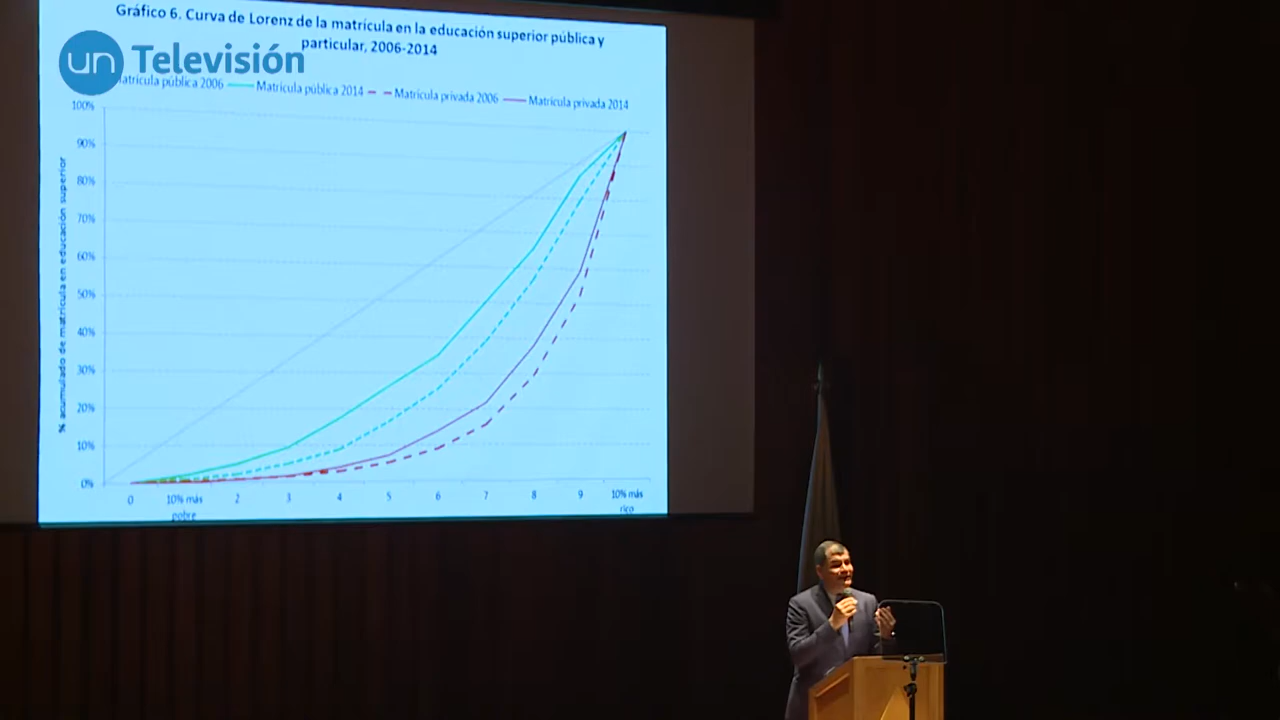 Gráfico 6. Curva de Lorenz de la matrícula en la educación superior pública y
particular, 2006-2014
un Televisión
pública 2006 Matrícula pública 2014 Matrícula privada 2006 Matrícula privada 2014
% acumulado de matrícula en educación superior
100%
90%
80%
70%
60%
50%
40%
30%
20%
10%
0%
0 10% más 2 3 4 5 6 7 8 9 10% más
pobre rico